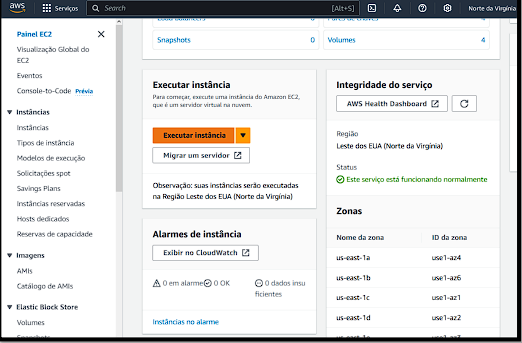 aws
Serviços
Search
[Alt+S]
Norte da Virgínia
Painel EC2
Visualização Global do
EC2
Eventos
Console-to-Code Prévia
Instâncias
Instâncias
Tipos de instância
Modelos de execução
Solicitações spot
Savings Plans
Instâncias reservadas
Hosts dedicados
Reservas de capacidade
Imagens
AMIs
Catálogo de AMIs
Elastic Block Store
Volumes
Snapshots
0
4
Snapshots 0
Volumes 4
Executar instância
Para começar, execute uma instância do Amazon EC2,
que é um servidor virtual na nuvem.
Executar instância
Migrar um servidor
Observação: suas instâncias serão executadas
na Região Leste dos EUA (Norte da Virgínia)
Alarmes de instância
Exibir no CloudWatch
0 em alarme 0 OK 0 dados insu
ficientes
Instâncias no alarme
Integridade do serviço
AWS Health Dashboard
Região
Leste dos EUA (Norte da Virgínia)
Status
Este serviço está funcionando normalmente
Zonas
Nome da zona ID da zona
us-east-1a use1-az4
us-east-1b use1-az6
us-east-1c use1-az1
us-east-1d use1-az2